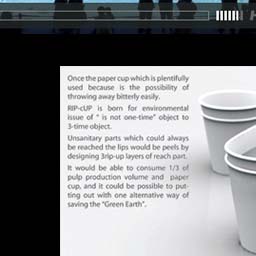 Once the paper cup which is plentifully
used because is the possibility of
throwing away bitterly easily.
RIP-cUP is born for environmental
issue of " is not one-time" object to
3-time object.
Unsanitary parts which could always
be reached the lips would be peels by
designing 3rip-up layers of reach part.
It would be able to consume 1/3 of
pulp production volume and paper
cup, and it could be possible to put-
ting out with one alternative way of
saving the "Green Earth".